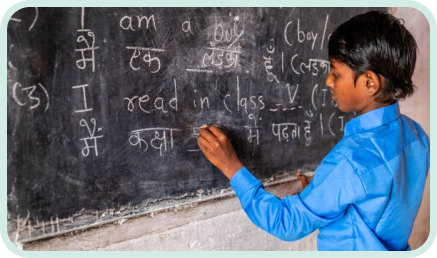 I am a boy (boy/
मैं एक लड़का हूँ। (लड़का
(3) I read in class V (I
मैं कक्षा में पढ़ता हूँ। (मैं